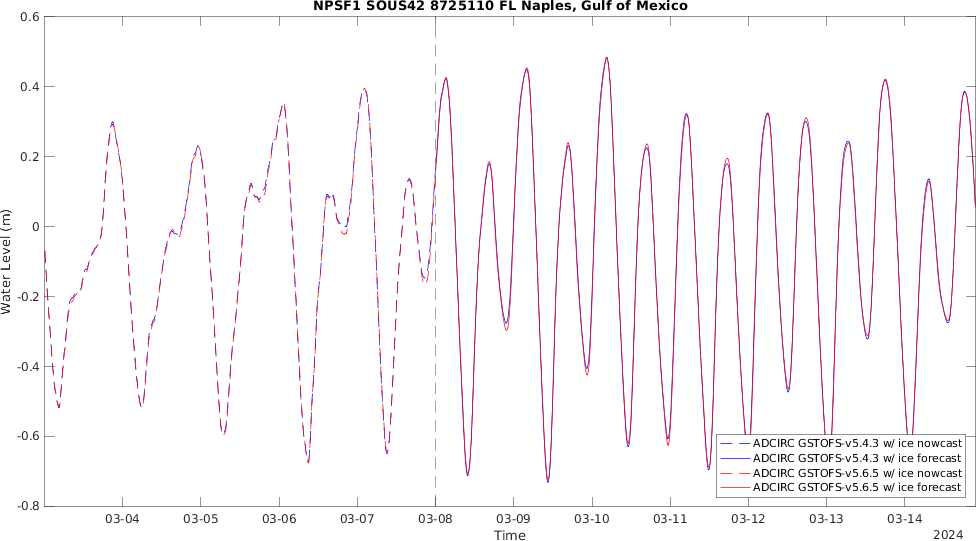 NPSF1 SOUS42 8725110 FL Naples, Gulf of Mexico
0.6
0.4
0.2
0
-0.2
-0.4
-0.6
-0.8
Water Level (m)
ADCIRC GSTOFS-v5.4.3 w/ ice nowcast
ADCIRC GSTOFS-v5.4.3 w/ ice forecast
ADCIRC GSTOFS-v5.6.5 w/ ice nowcast
ADCIRC GSTOFS-v5.6.5 w/ ice forecast
03-04 03-05 03-06 03-07 03-08 03-09 03-10 03-11 03-12 03-13 03-14
Time
2024